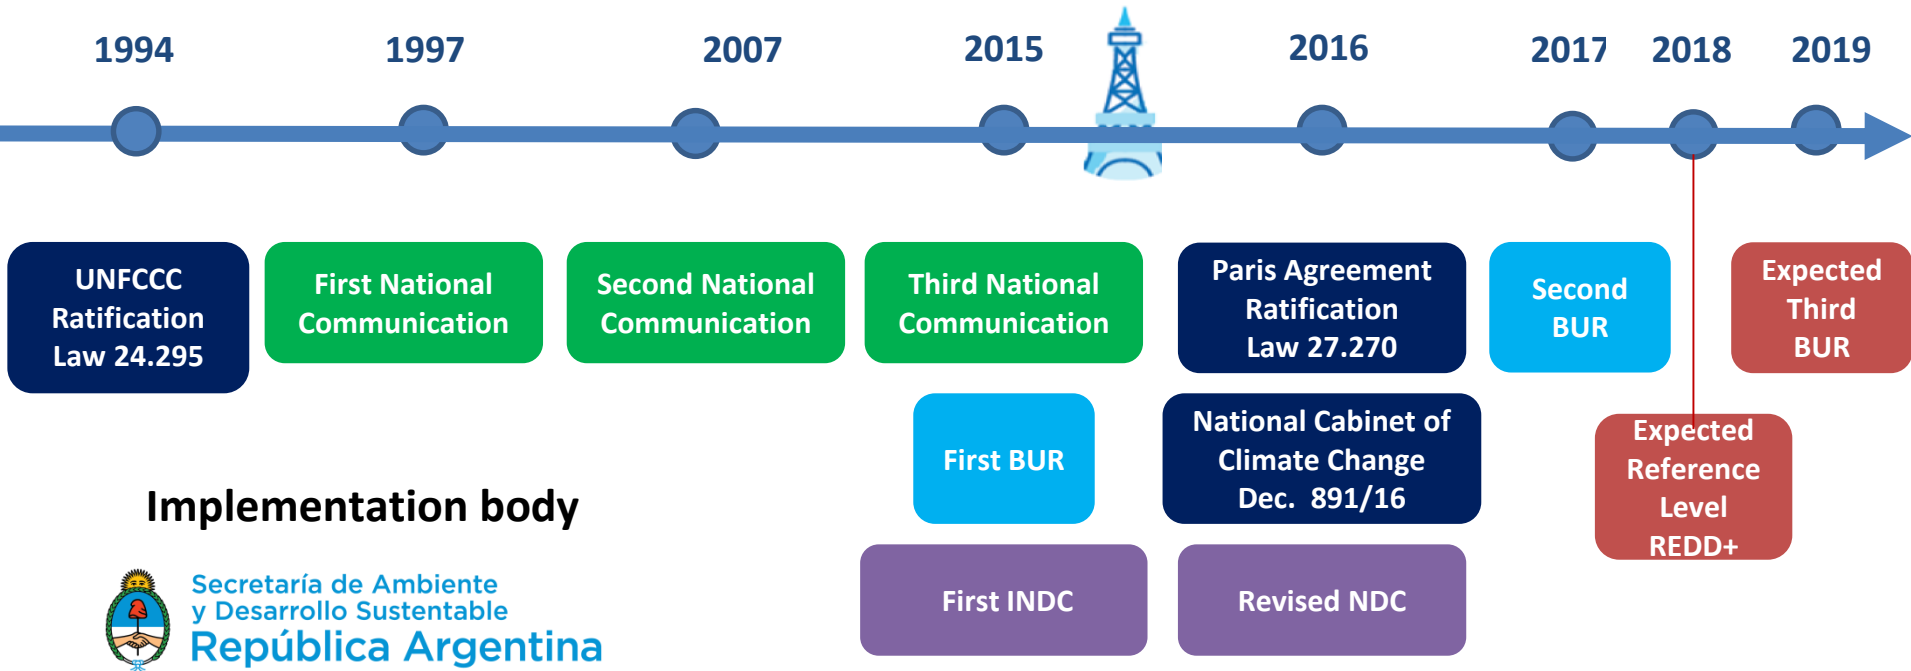 1994
1997
2007
2015
2016
2017
2018
2019
UNFCCC
Ratification
Law 24.295
First National
Communication
Second National
Communication
Third National
Communication
Paris Agreement
Ratification
Law 27.270
Second
BUR
Expected
Third
BUR
First BUR
National Cabinet of
Climate Change
Dec. 891/16
Expected
Reference
Level
REDD+
First INDC
Revised NDC
Implementation body
Secretaría de Ambiente
y Desarrollo Sustentable
República Argentina